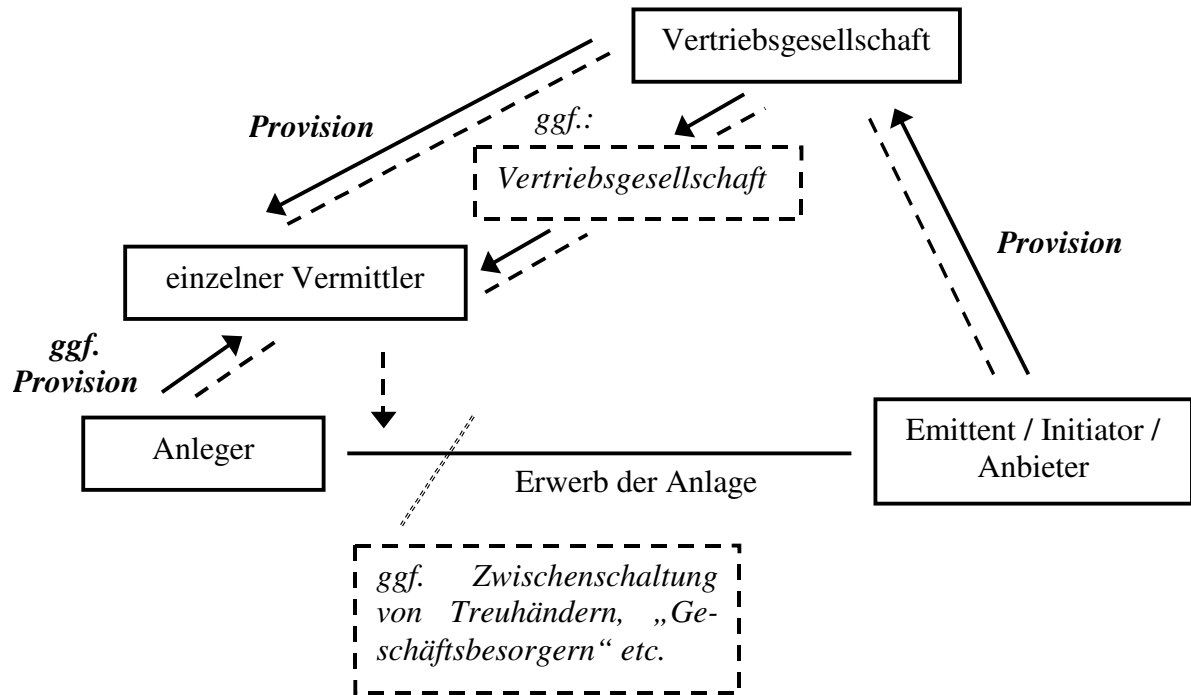 Vertriebsgesellschaft
Provision
ggf.:
Vertriebsgesellschaft
Provision
einzelner Vermittler
ggf.
Provision
Anleger
Emittent / Initiator /
Anbieter
Erwerb der Anlage
ggf. Zwischenschaltung
von Treuhändern, „Ge-
schäftsbesorgern“ etc.